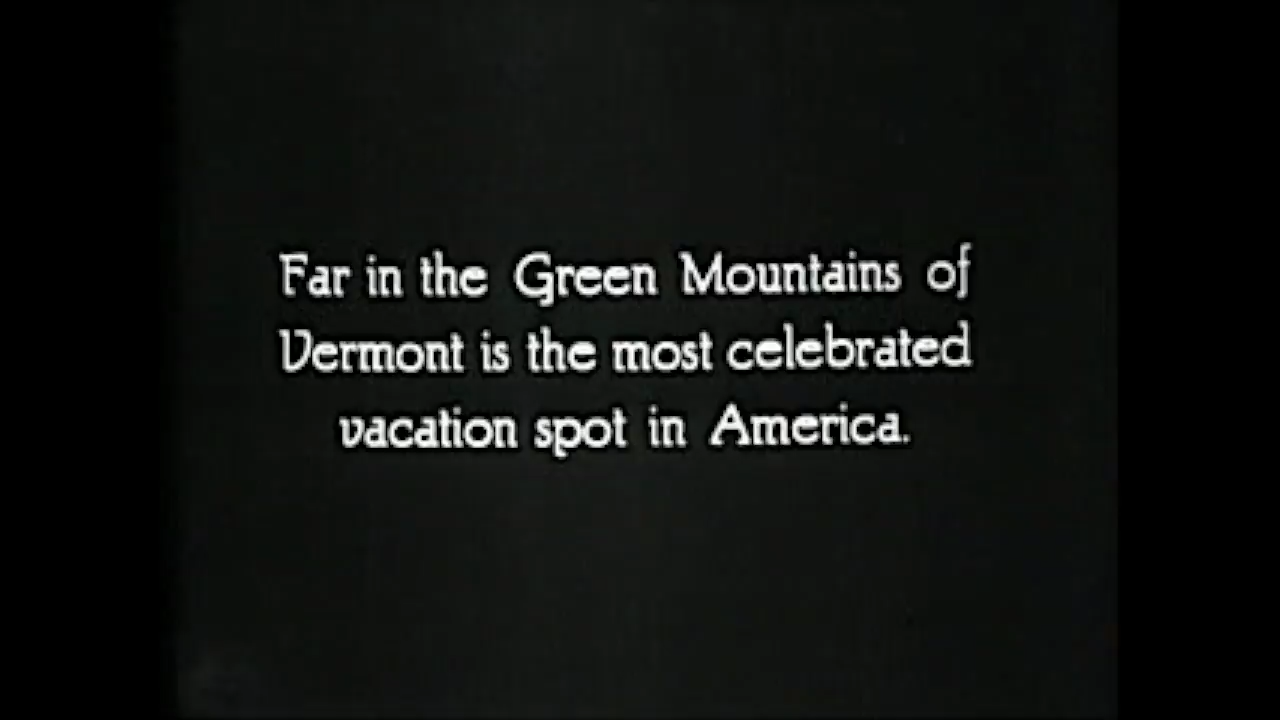 Far in the Green Mountains of
Vermont is the most celebrated
vacation spot in America.